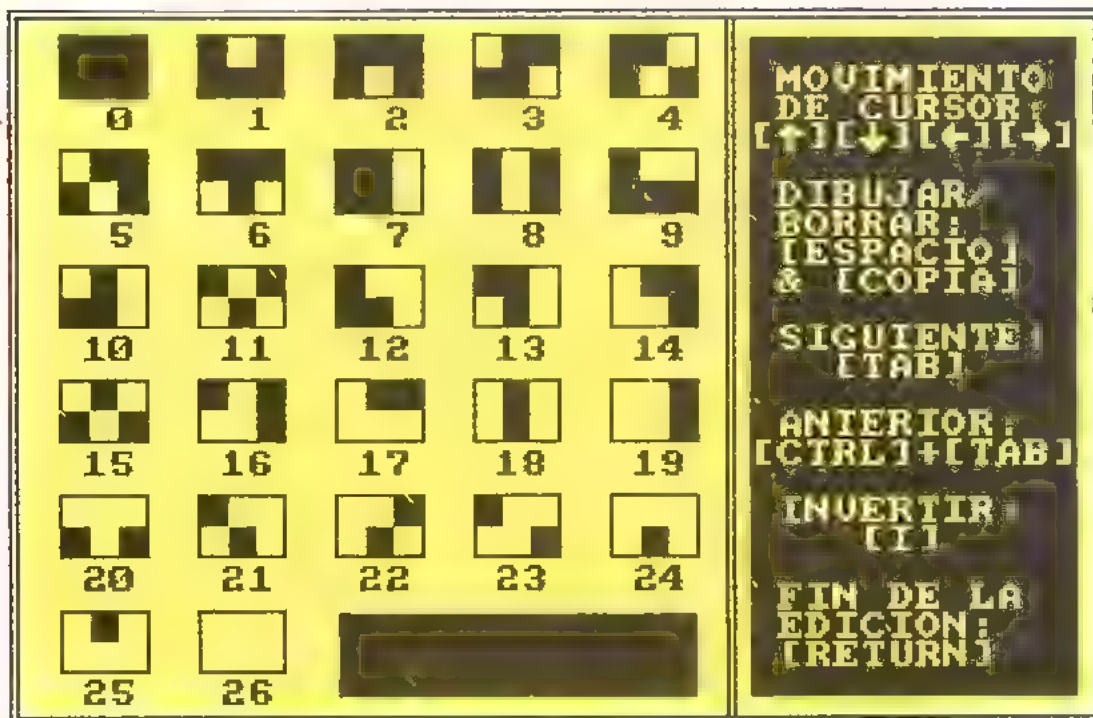 0 1 2 3 4
5 6 7 8 9
10 11 12 13 14
15 16 17 18 19
20 21 22 23 24
25 26
MOVIMIENTO
DE CURSOR:
[↑][↓][←][→]
DIBUJAR/
BORRAR:
[ESPACIO]
& [COPIA]
SIGUIENTE:
[TAB]
ANTERIOR:
[CTRL]+[TAB]
INVERTIR:
[I]
FIN DE LA
EDICION:
[RETURN]